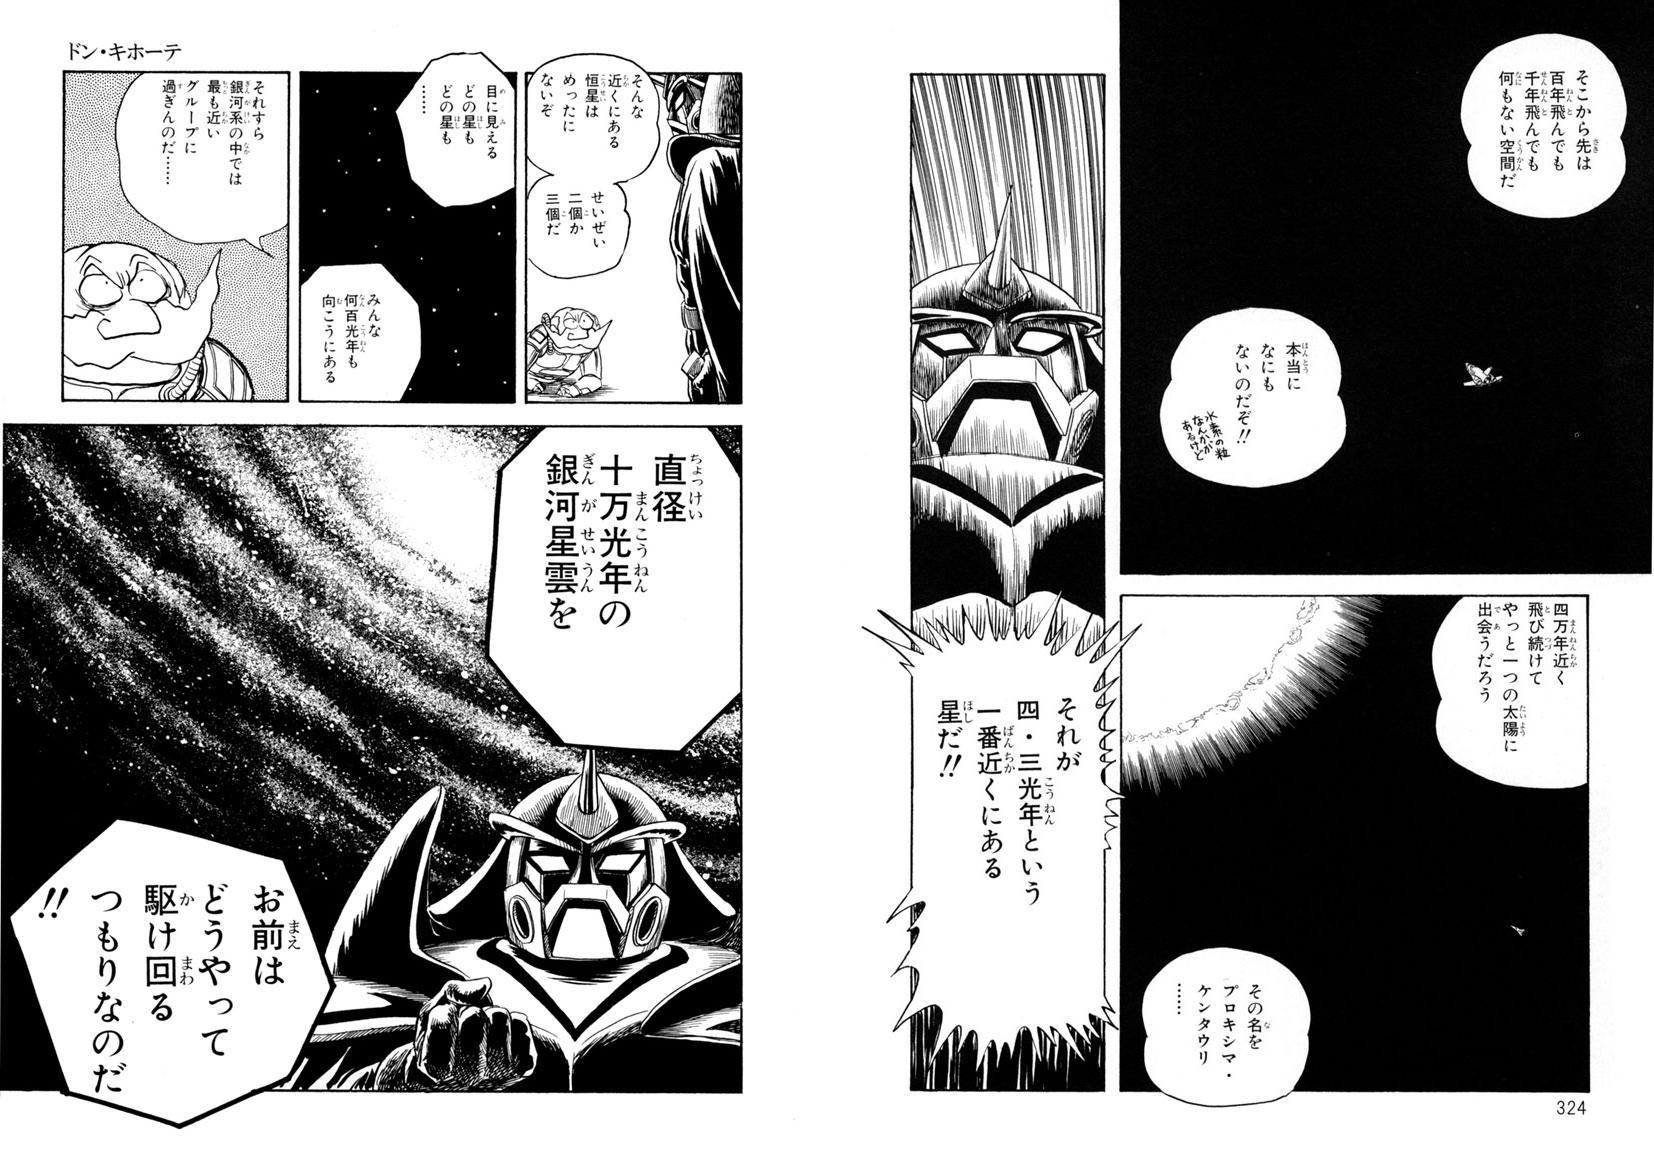 そこから先は
百年飛んでも
千年飛んでも
何もない空間だ
本当に
なにも
ないのだぞ!!
水素の粒
なんかが
あるけど
四万年近く
飛び続けて
やっと一つの太陽に
出会うだろう
その名を
プロキシマ・
ケンタウリ
……
それが
四・三光年という
一番近くにある
星だ!!
324
ドン・キホーテ
そんな
近くにある
恒星は
めったに
ないぞ
せいぜい
二個か
三個だ
目に見える
どの星も
どの星も
……
みんな
何百光年も
向こうにある
それすら
銀河系の中では
最も近い
グループに
過ぎんのだ……
直径
十万光年の
銀河星雲を
お前は
どうやって
駆け回る
つもりなのだ
!!